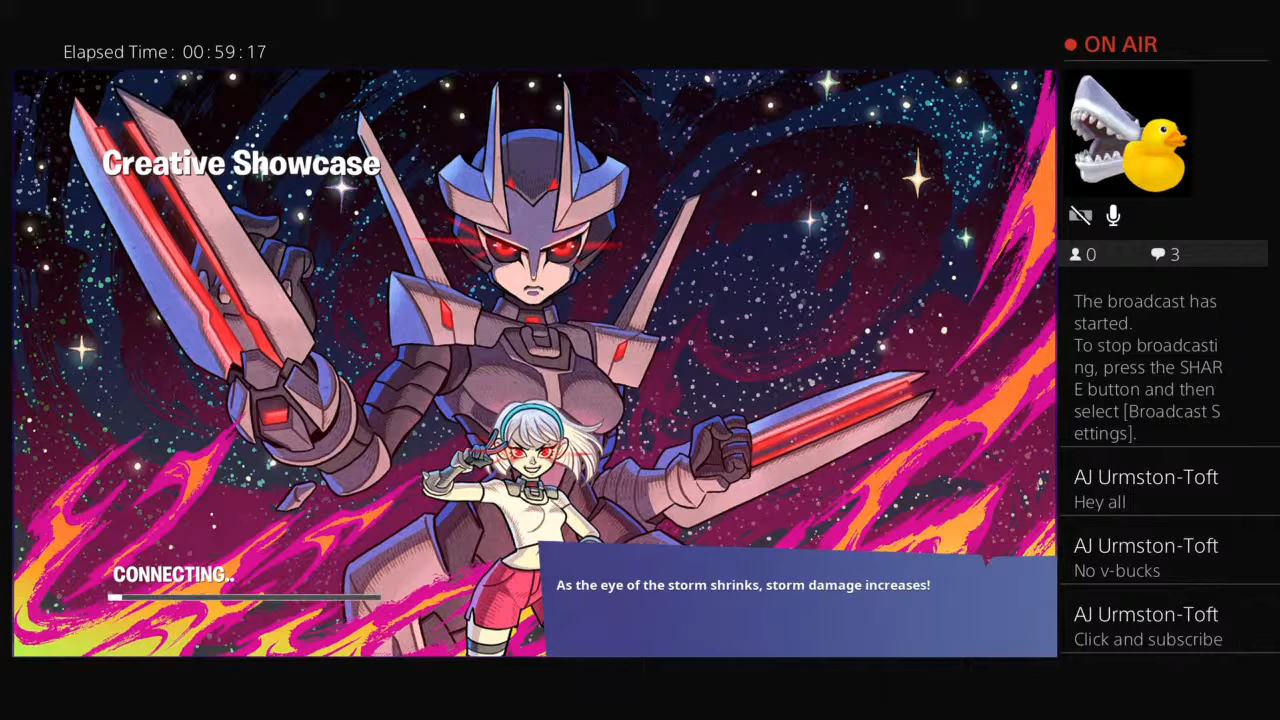 Elapsed Time: 00:59:17
ON AIR
Creative Showcase
0
3
The broadcast has
started.
To stop broadcasti
ng, press the SHAR
E button and then
select [Broadcast S
ettings].
AJ Urmston-Toft
Hey all
AJ Urmston-Toft
No v-bucks
AJ Urmston-Toft
Click and subscribe
CONNECTING..
As the eye of the storm shrinks, storm damage increases!